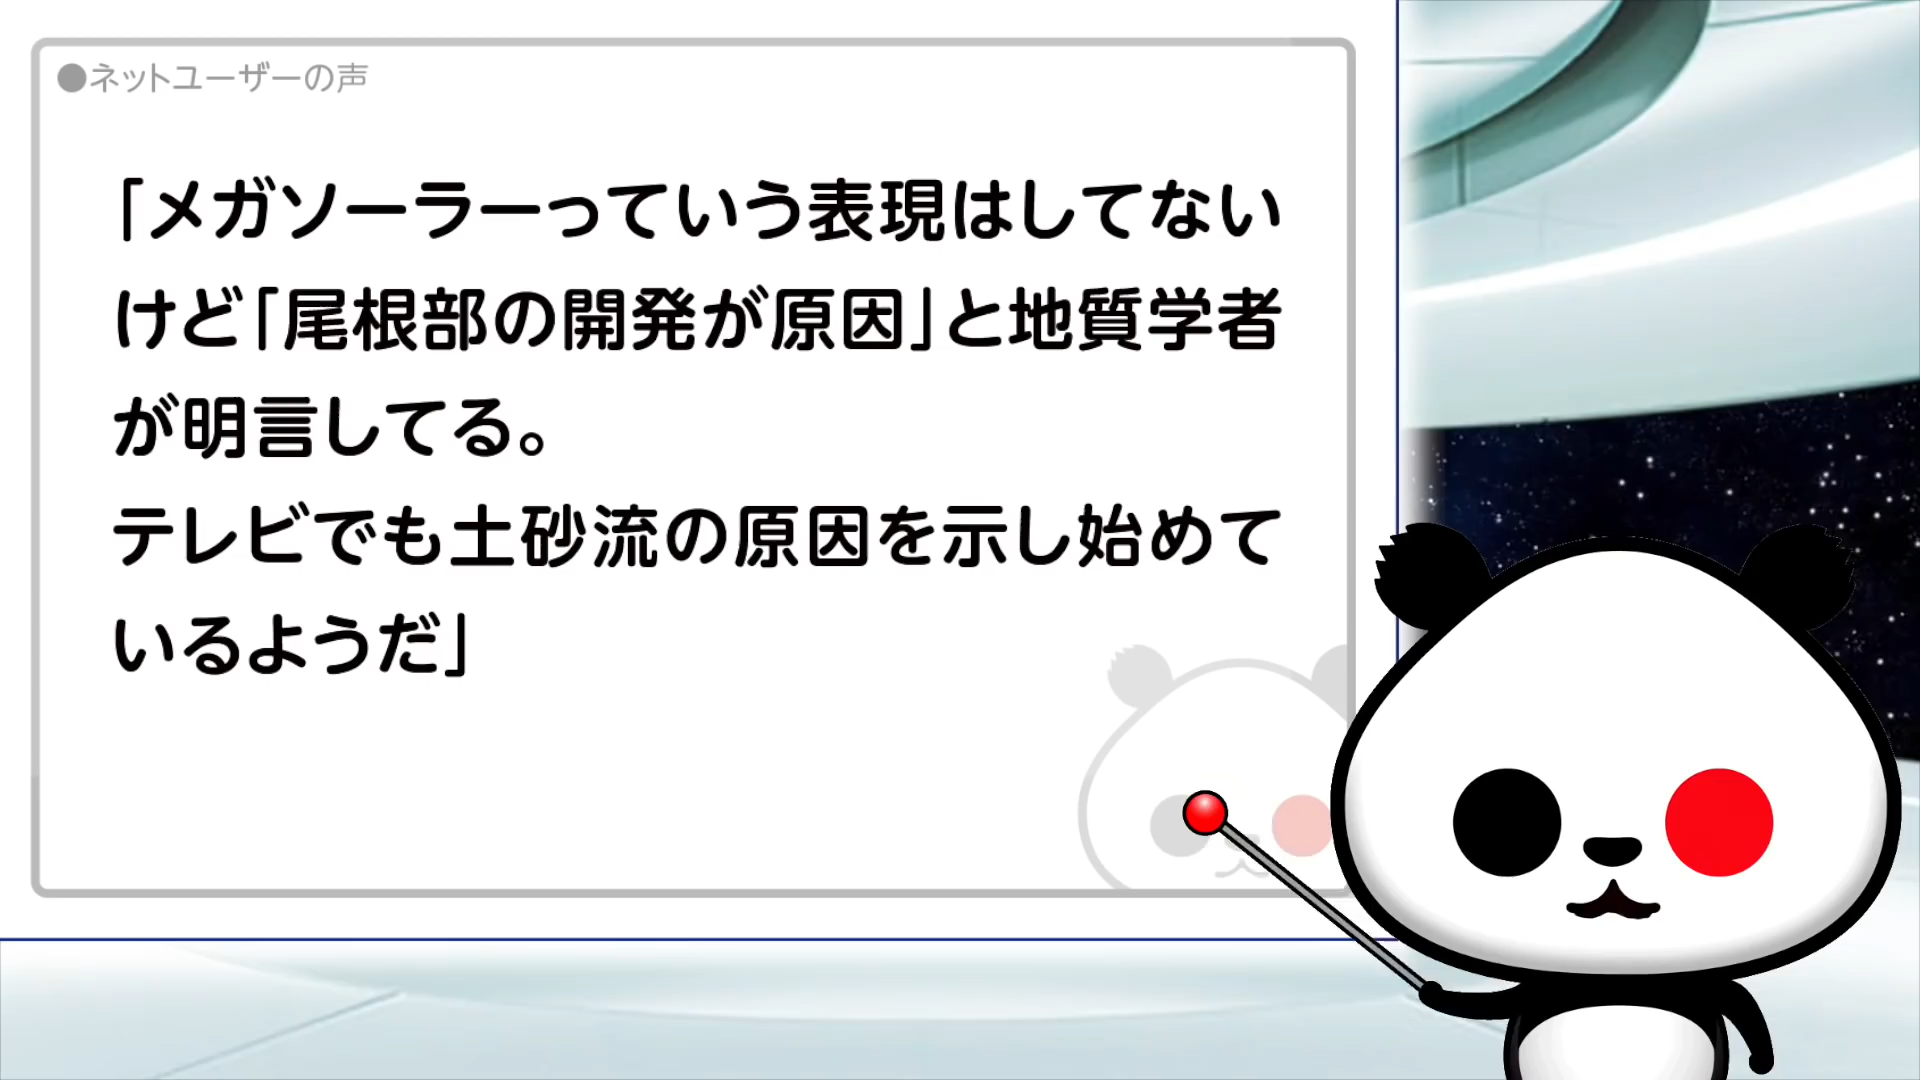 ●ネットユーザーの声
「メガソーラーっていう表現はしてない
けど「尾根部の開発が原因」と地質学者
が明言してる。
テレビでも土砂流の原因を示し始めて
いるようだ」